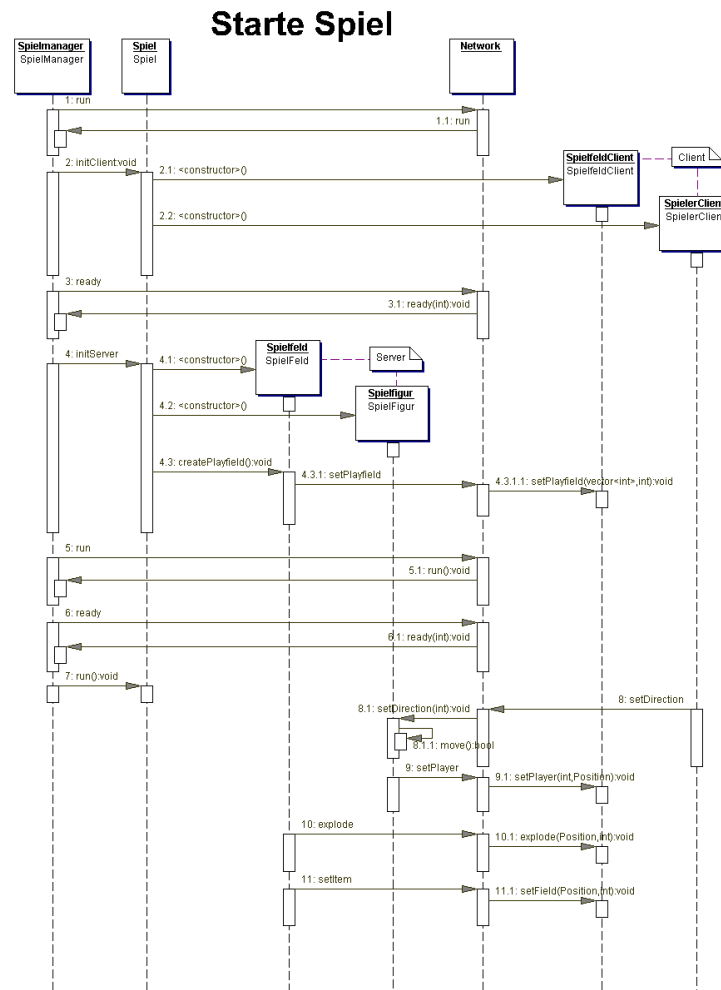 Starte Spiel
Spielmanager
SpielManager
Spiel
Spiel
Network
1: run
1.1: run
2: initClient:void
2.1: <constructor>()
SpielfeldClient
SpielfeldClient
Client
2.2: <constructor>()
SpielerClient
SpielerClient
3: ready
3.1: ready(int):void
4: initServer
4.1: <constructor>()
Spielfeld
SpielFeld
Server
4.2: <constructor>()
Spielfigur
SpielFigur
4.3: createPlayfield():void
4.3.1: setPlayfield
4.3.1.1: setPlayfield(vector<int>,int):void
5: run
5.1: run():void
6: ready
6.1: ready(int):void
7: run():void
8: setDirection
8.1: setDirection(int):void
8.1.1: move():bool
9: setPlayer
9.1: setPlayer(int,Position):void
10: explode
10.1: explode(Position,int):void
11: setItem
11.1: setField(Position,int):void